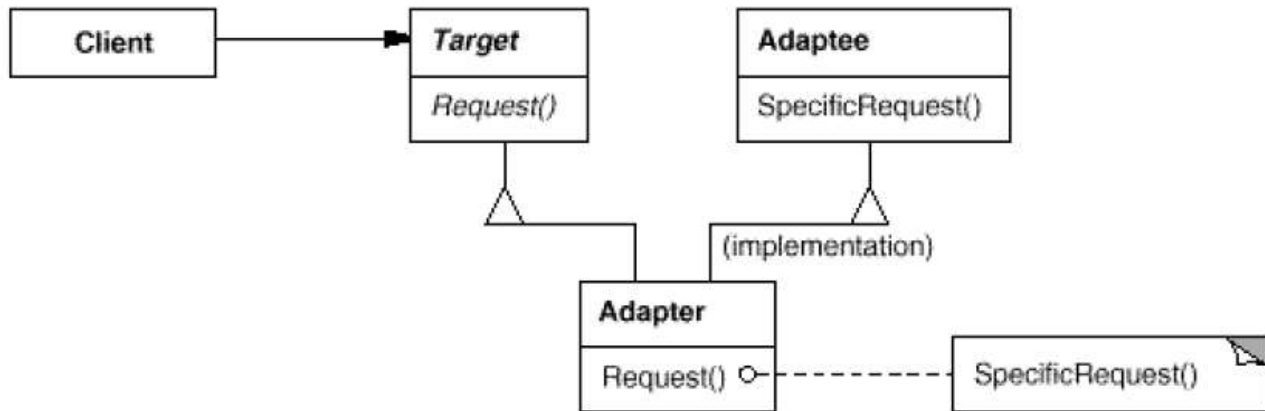 Client
Target
Request()
Adaptee
SpecificRequest()
(implementation)
Adapter
Request()
SpecificRequest()